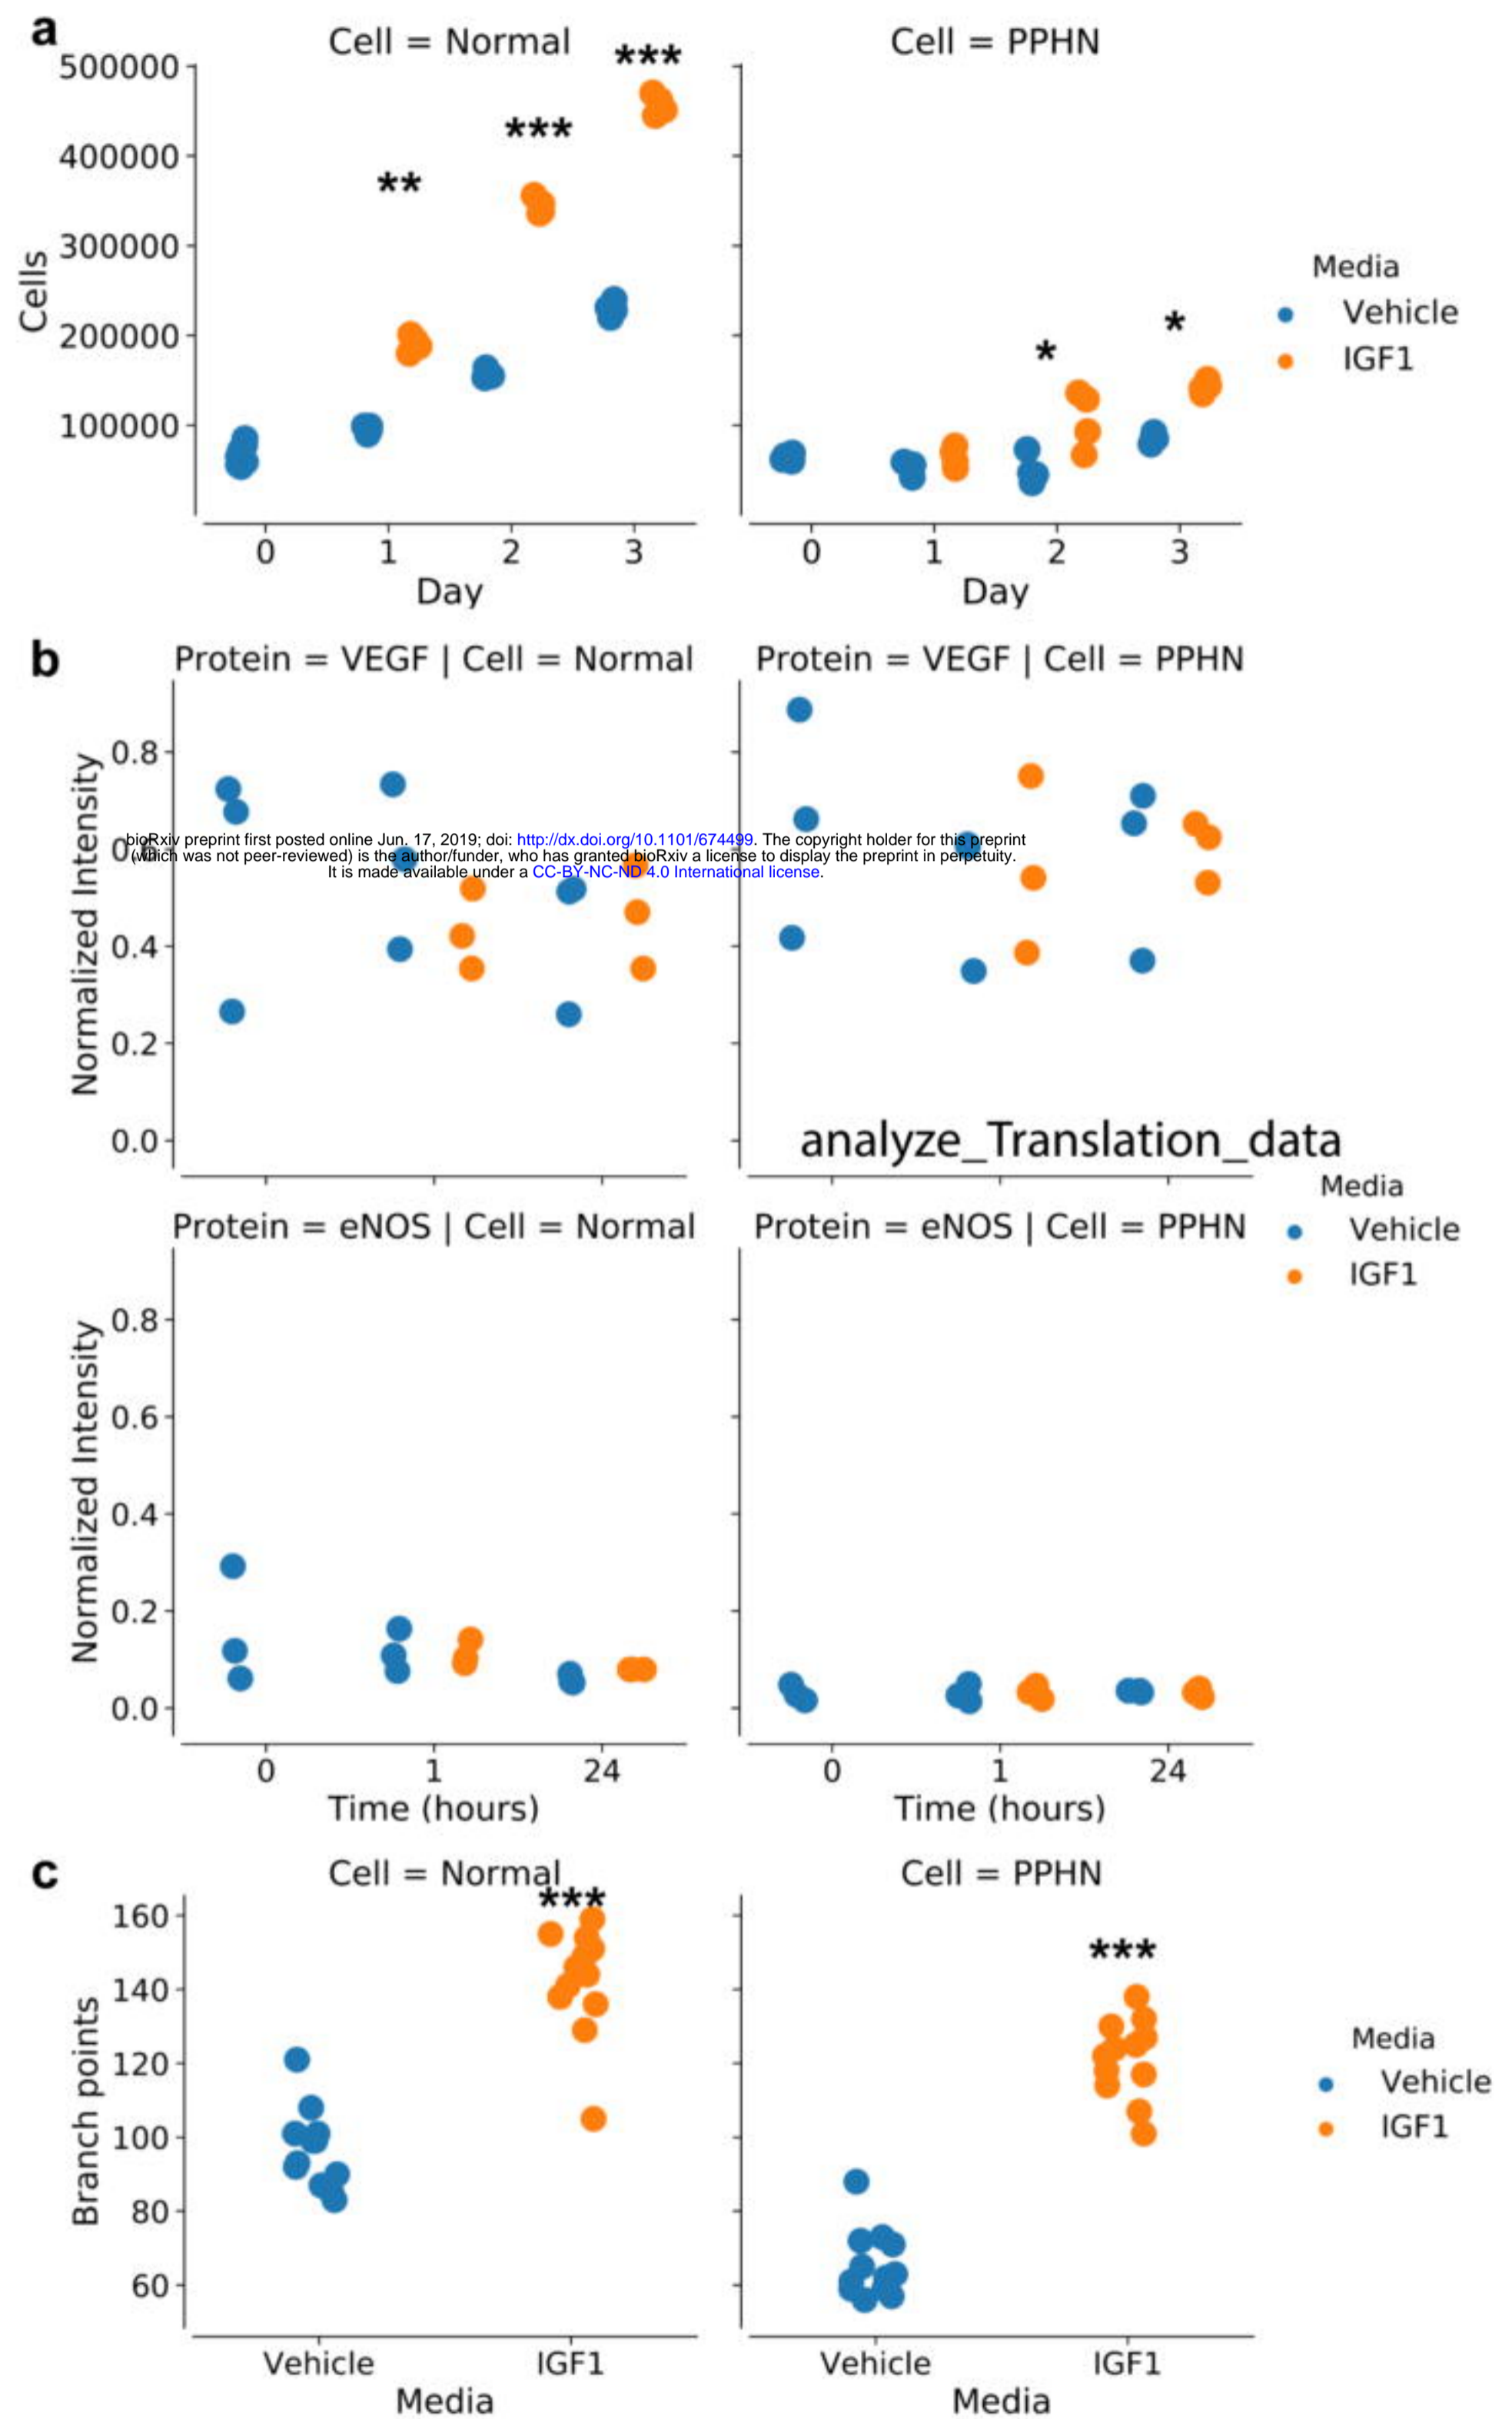 a
Cell = Normal
Cell = PPHN
***
***
**
*
*
500000
400000
300000
200000
100000
Cells
0 1 2 3
Day
0 1 2 3
Day
Media
Vehicle
IGF1
b
Protein = VEGF | Cell = Normal
Protein = VEGF | Cell = PPHN
0.8
bioRxiv preprint first posted online Jun. 17, 2019; doi: http://dx.doi.org/10.1101/674499. The copyright holder for this preprint
(which was not peer-reviewed) is the author/funder, who has granted bioRxiv a license to display the preprint in perpetuity.
It is made available under a CC-BY-NC-ND 4.0 International license.
0.4
0.2
0.0
Normalized Intensity
analyze_Translation_data
Media
Vehicle
IGF1
Protein = eNOS | Cell = Normal
Protein = eNOS | Cell = PPHN
0.8
0.6
0.4
0.2
0.0
Normalized Intensity
0 1 24
Time (hours)
0 1 24
Time (hours)
c
Cell = Normal
Cell = PPHN
***
***
160
140
120
100
80
60
Branch points
Vehicle IGF1
Media
Vehicle IGF1
Media
Media
Vehicle
IGF1